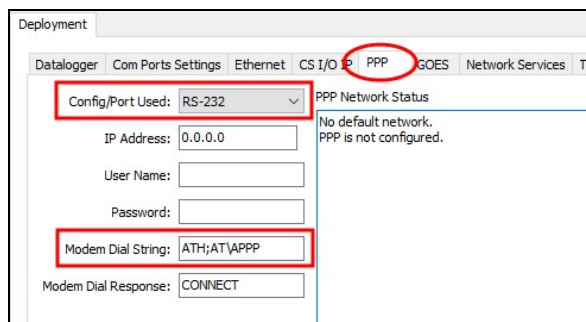 Deployment
Datalogger Com Ports Settings Ethernet CS I/O IP PPP GOES Network Services T
Config/Port Used: RS-232
PPP Network Status
No default network.
PPP is not configured.
IP Address: 0.0.0.0
User Name:
Password:
Modem Dial String: ATH;AT\APPP
Modem Dial Response: CONNECT